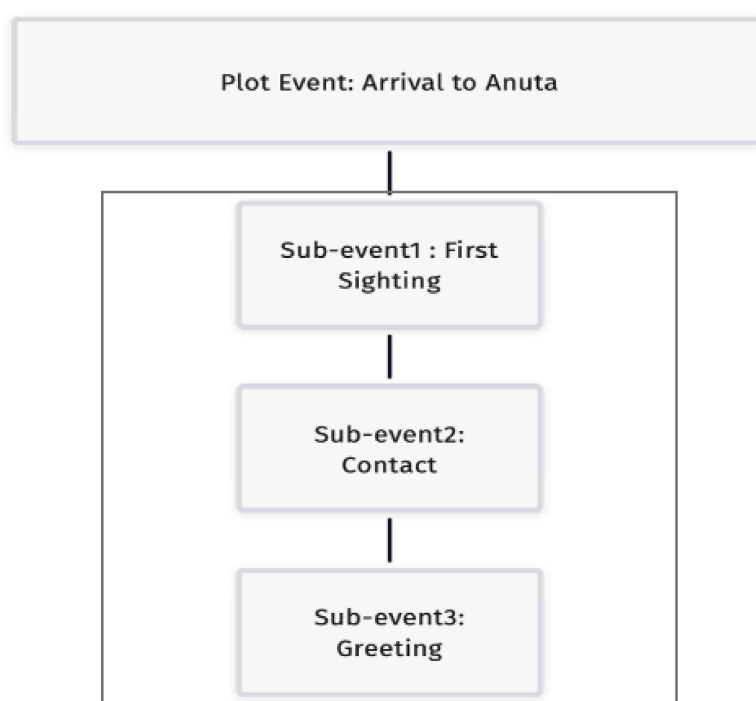 Plot Event: Arrival to Anuta
Sub-event1 : First
Sighting
Sub-event2:
Contact
Sub-event3:
Greeting